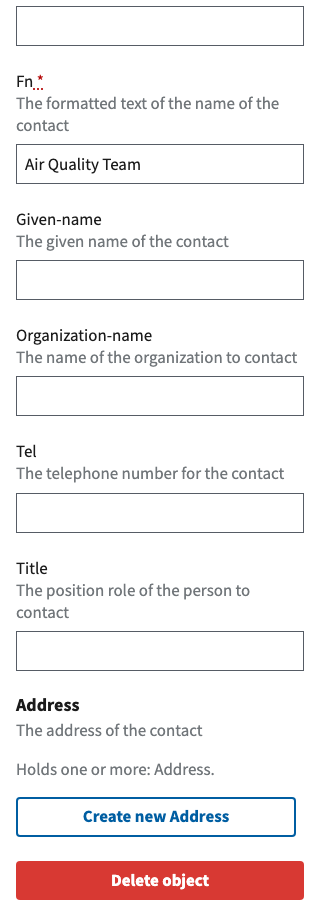 Fn *
The formatted text of the name of the
contact
Air Quality Team
Given-name
The given name of the contact
Organization-name
The name of the organization to contact
Tel
The telephone number for the contact
Title
The position role of the person to
contact
Address
The address of the contact
Holds one or more: Address.
Create new Address
Delete object